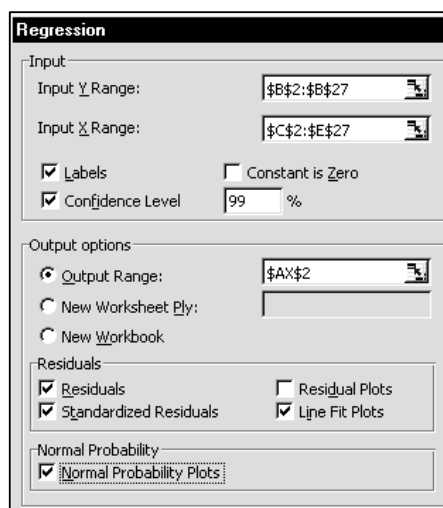 Regression
Input
Input Y Range: $B$2:$B$27
Input X Range: $C$2:$E$27
Labels Constant is Zero
Confidence Level 99 %
Output options
Output Range: $AX$2
New Worksheet Ply:
New Workbook
Residuals
Residuals Residual Plots
Standardized Residuals Line Fit Plots
Normal Probability
Normal Probability Plots